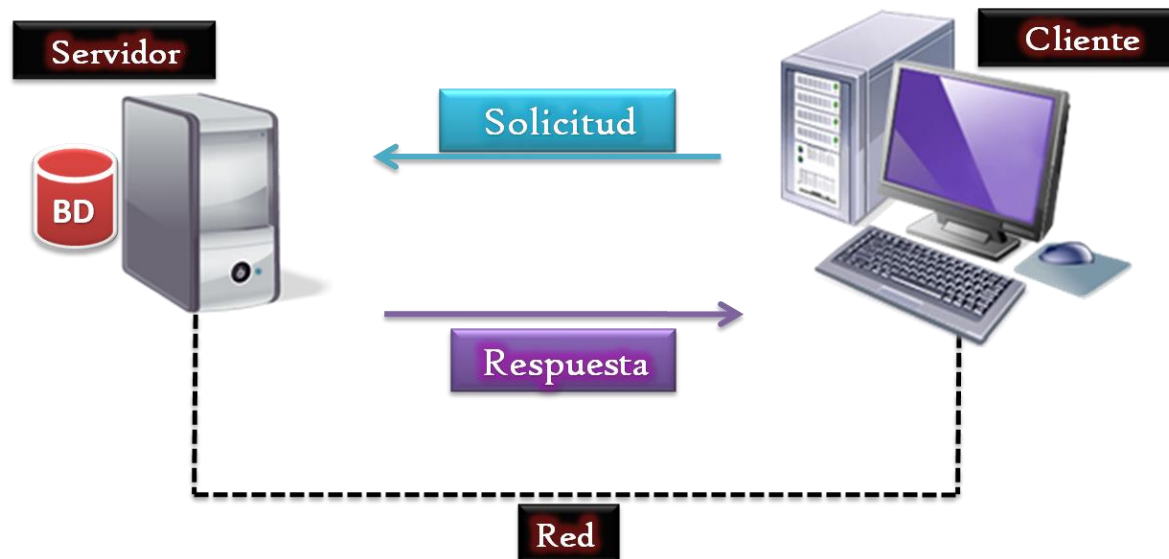 Servidor
Cliente
Solicitud
BD
Respuesta
Red